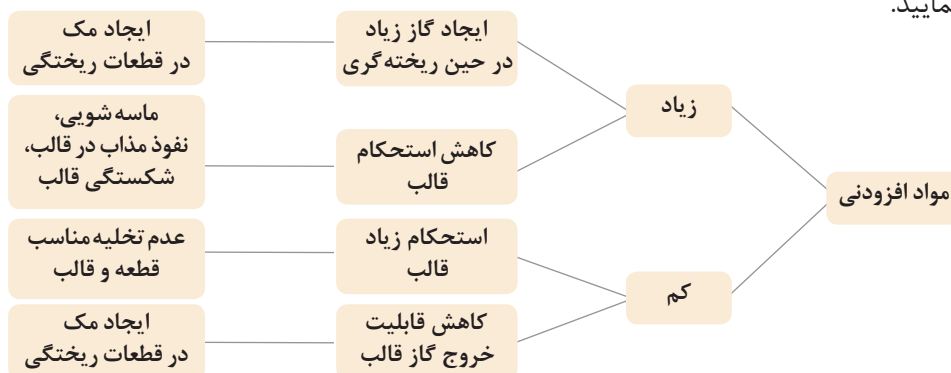 نمایید.
مواد افزودنی
زیاد
ایجاد گاز زیاد
در حین ریخته‌گری
ایجاد مک
در قطعات ریختگی
کاهش استحکام
قالب
ماسه‌شویی،
نفوذ مذاب در قالب،
شکستگی قالب
کم
استحکام زیاد
قالب
عدم تخلیه مناسب
قطعه و قالب
کاهش قابلیت
خروج گاز قالب
ایجاد مک
در قطعات ریختگی